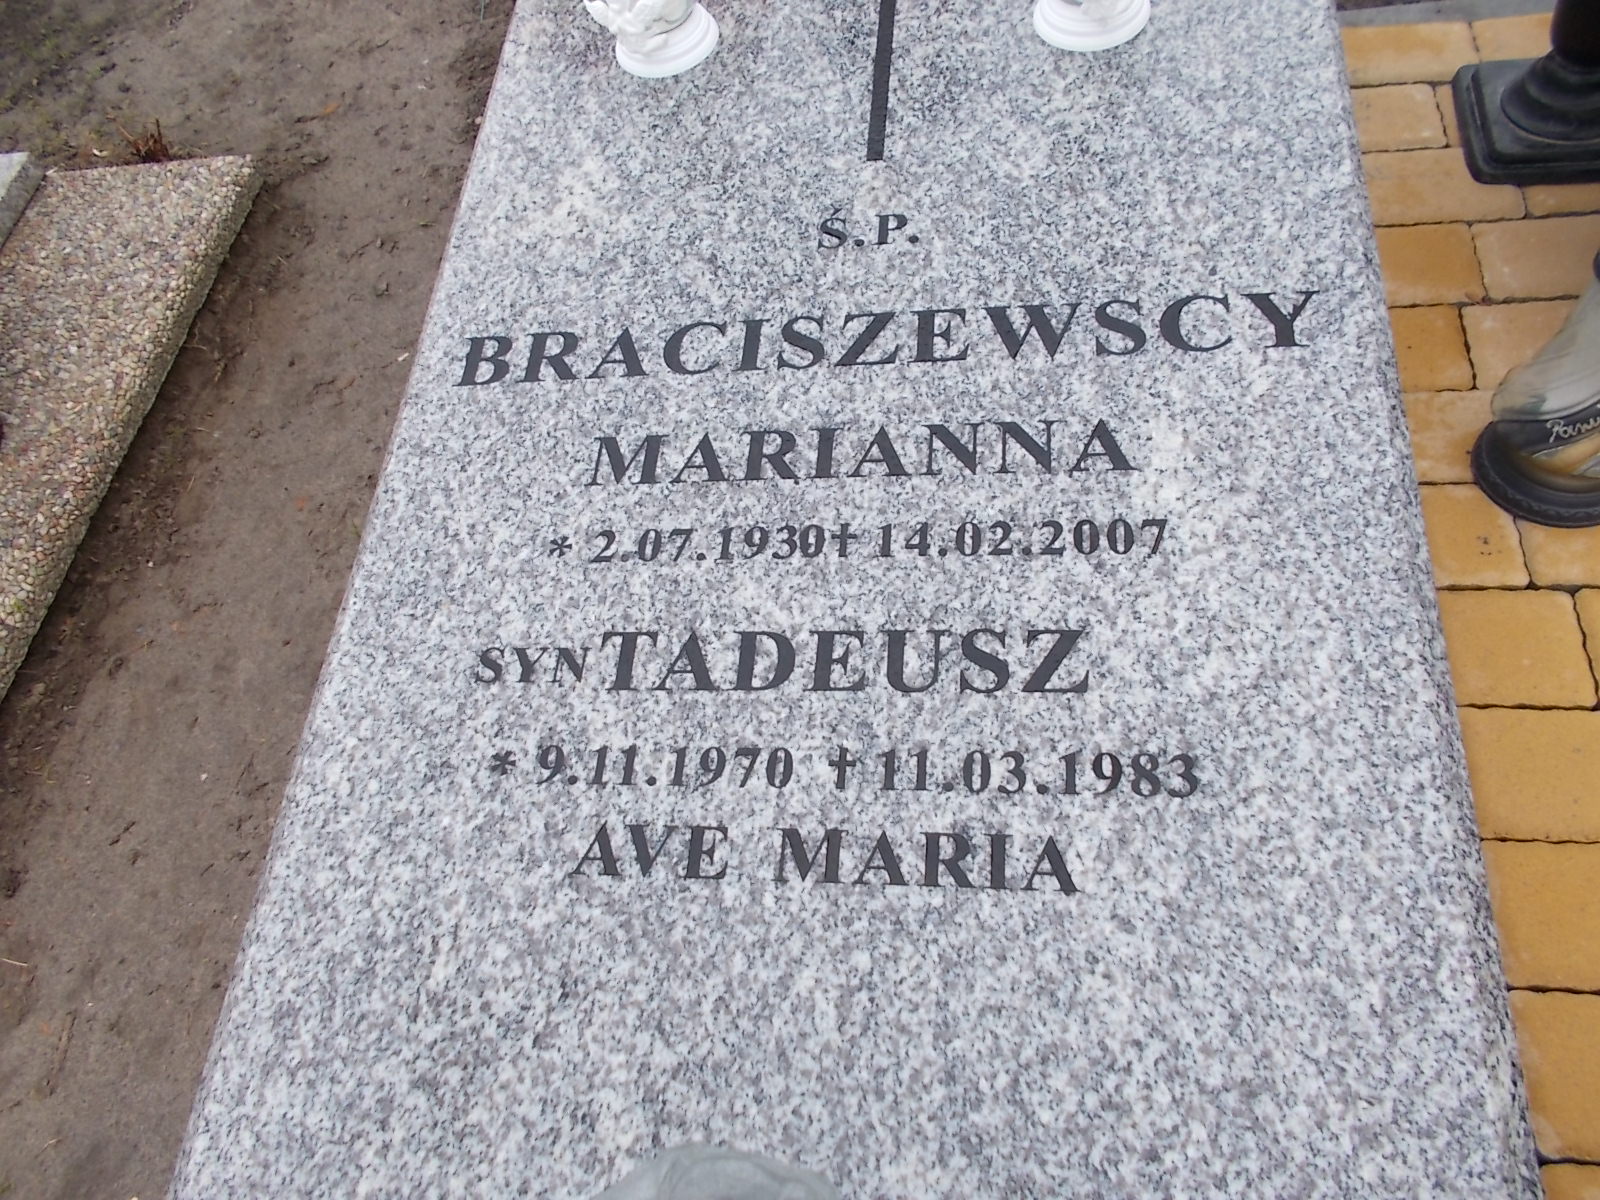 Ś.P.
BRACISZEWSCY
MARIANNA
* 2.07.1930 † 14.02.2007
SYN TADEUSZ
* 9.11.1970 † 11.03.1983
AVE MARIA